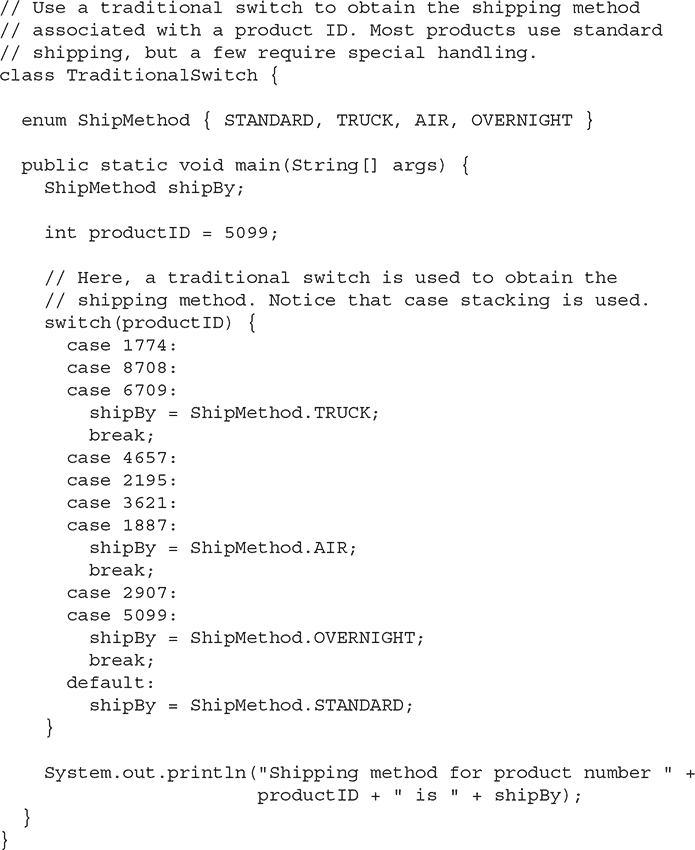 // Use a traditional switch to obtain the shipping method
// associated with a product ID. Most products use standard
// shipping, but a few require special handling.
class TraditionalSwitch {
enum ShipMethod { STANDARD, TRUCK, AIR, OVERNIGHT }
public static void main(String[] args) {
ShipMethod shipBy;
int productID = 5099;
// Here, a traditional switch is used to obtain the
// shipping method. Notice that case stacking is used.
switch(productID) {
case 1774:
case 8708:
case 6709:
shipBy = ShipMethod.TRUCK;
break;
case 4657:
case 2195:
case 3621:
case 1887:
shipBy = ShipMethod.AIR;
break;
case 2907:
case 5099:
shipBy = ShipMethod.OVERNIGHT;
break;
default:
shipBy = ShipMethod.STANDARD;
}
System.out.println("Shipping method for product number " +
productID + " is " + shipBy);
}
}